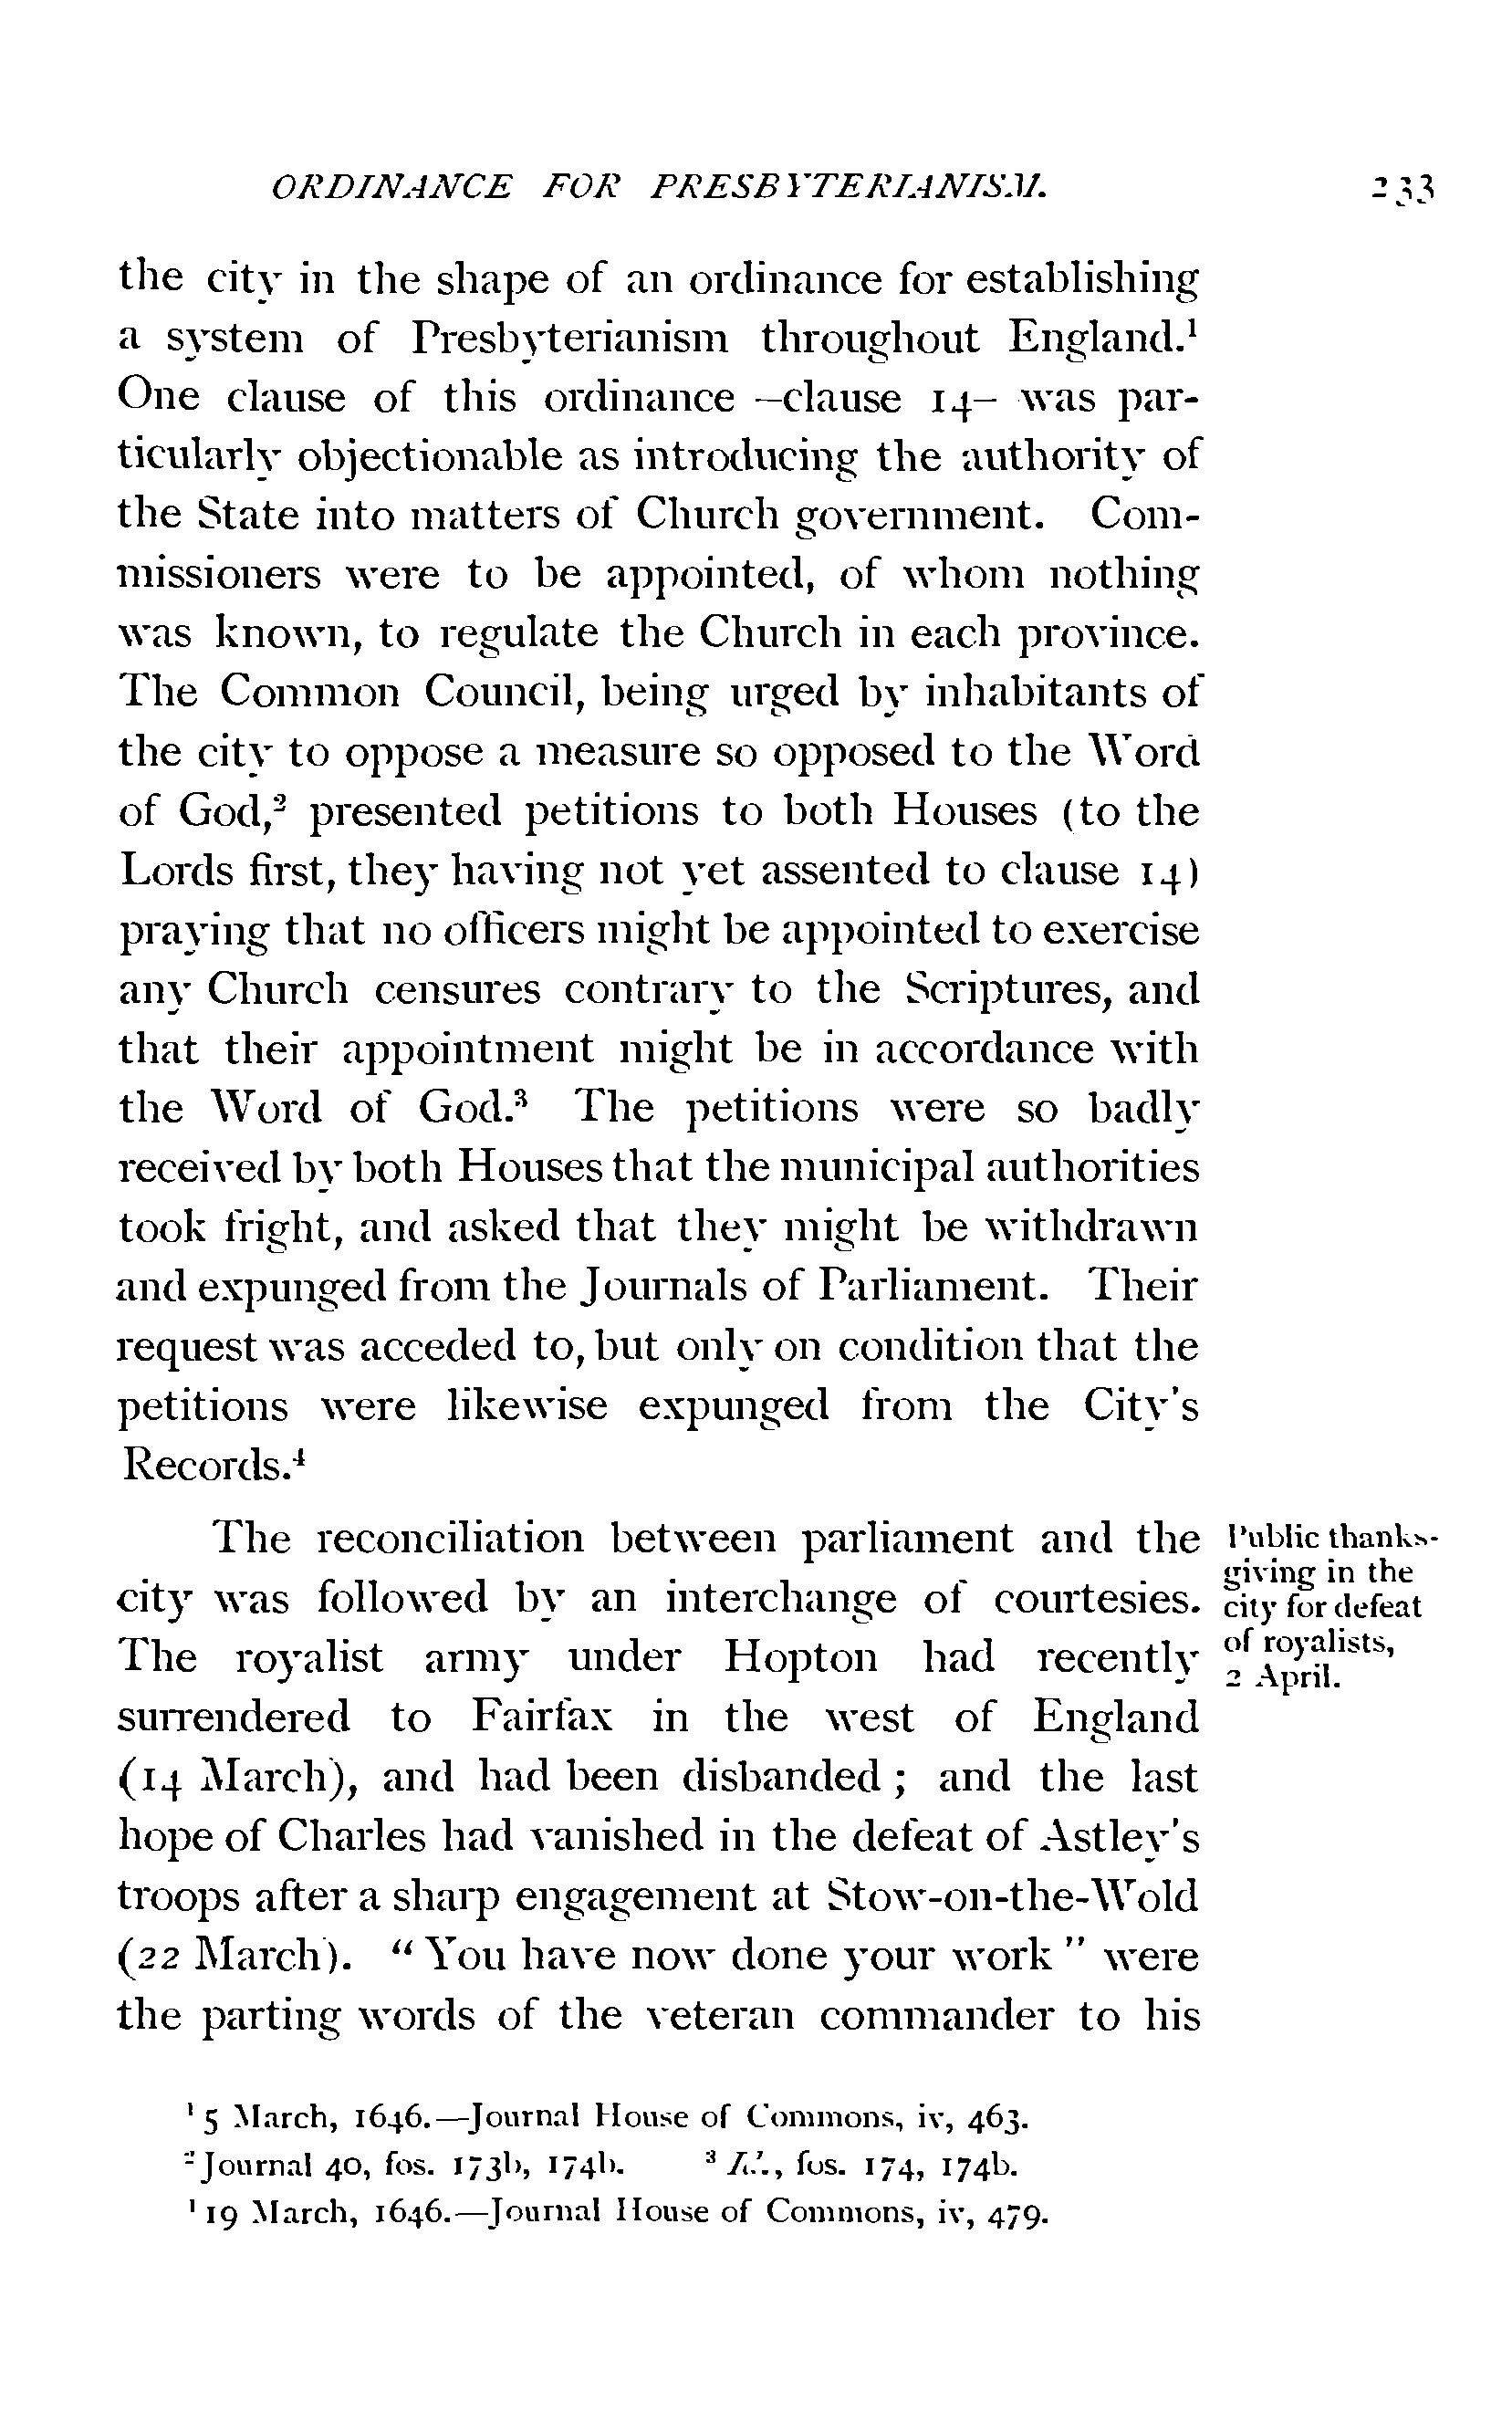 ORDINANCE FOR PRESBYTERIANISM. 233
the city in the shape of an ordinance for establishing
a system of Presbyterianism throughout England.¹
One clause of this ordinance —clause 14— was par-
ticularly objectionable as introducing the authority of
the State into matters of Church government. Com-
missioners were to be appointed, of whom nothing
was known, to regulate the Church in each province.
The Common Council, being urged by inhabitants of
the city to oppose a measure so opposed to the Word
of God,² presented petitions to both Houses (to the
Lords first, they having not yet assented to clause 14)
praying that no officers might be appointed to exercise
any Church censures contrary to the Scriptures, and
that their appointment might be in accordance with
the Word of God.³ The petitions were so badly
received by both Houses that the municipal authorities
took fright, and asked that they might be withdrawn
and expunged from the Journals of Parliament. Their
request was acceded to, but only on condition that the
petitions were likewise expunged from the City's
Records.⁴
The reconciliation between parliament and the
city was followed by an interchange of courtesies.
The royalist army under Hopton had recently
surrendered to Fairfax in the west of England
(14 March), and had been disbanded; and the last
hope of Charles had vanished in the defeat of Astley's
troops after a sharp engagement at Stow-on-the-Wold
(22 March). "You have now done your work" were
the parting words of the veteran commander to his
Public thanks-
giving in the
city for defeat
of royalists,
2 April.
¹ 5 March, 1646.—Journal House of Commons, iv, 463.
² Journal 40, fos. 173b, 174b. ³ Id., fos. 174, 174b.
⁴ 19 March, 1646.—Journal House of Commons, iv, 479.